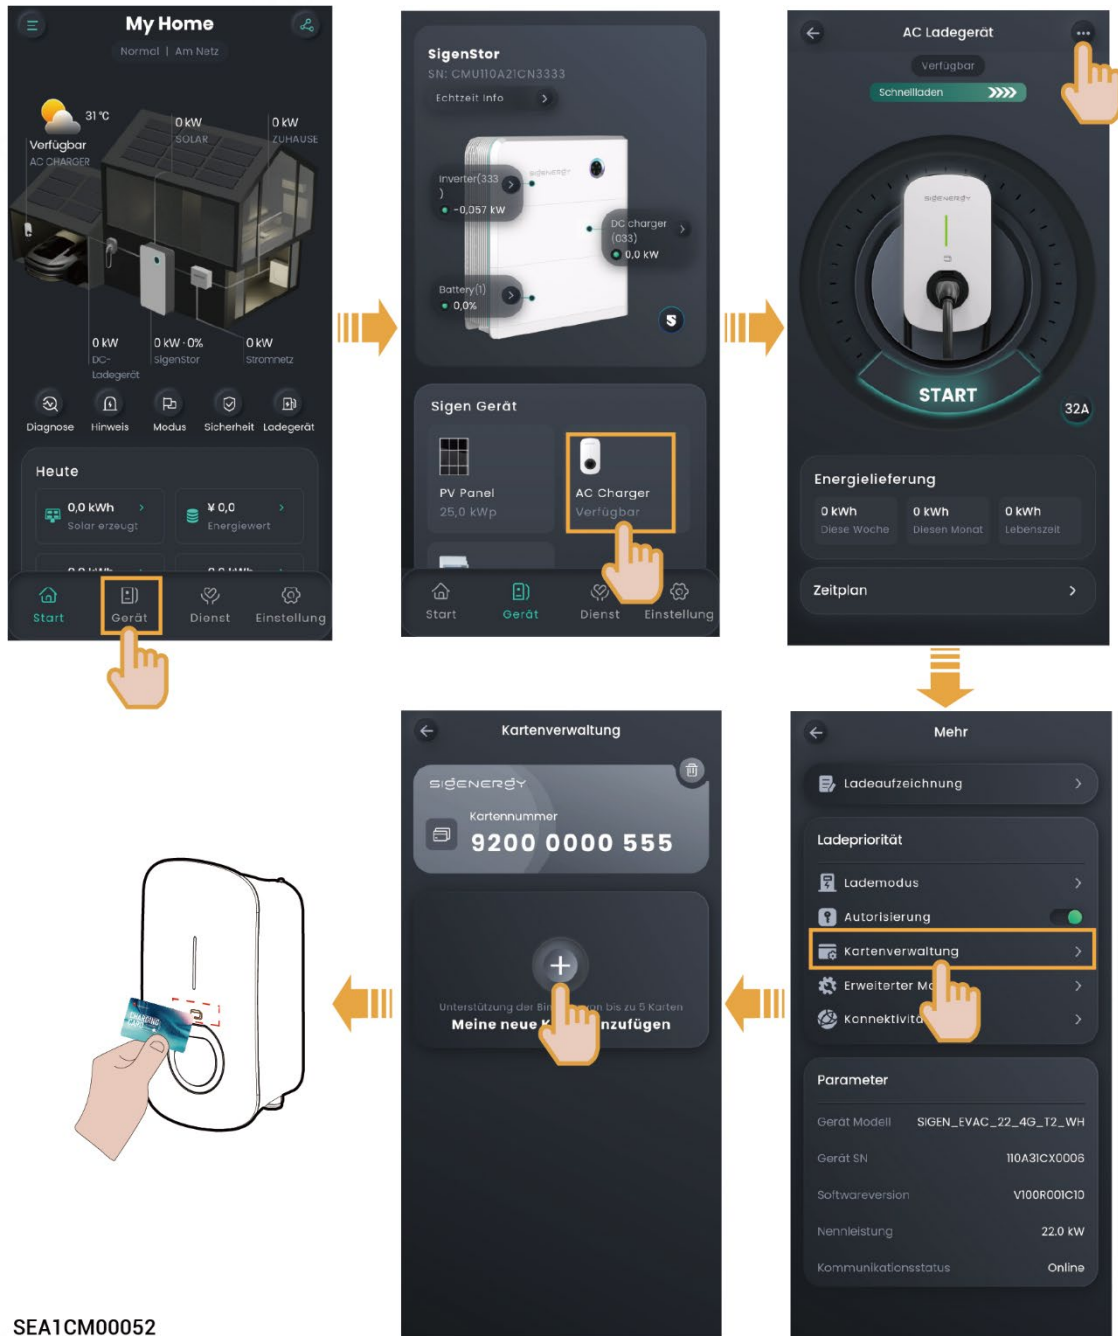 My Home
Normal | Am Netz
31 °C
Verfügbar
AC CHARGER
0 kW
SOLAR
0 kW
ZUHAUSE
0 kW
DC-
Ladegerät
0 kW · 0%
SigenStor
0 kW
Stromnetz
Diagnose
Hinweis
Modus
Sicherheit
Ladegerät
Heute
0,0 kWh
Solar erzeugt
¥ 0,0
Energiewert
Start
Gerät
Dienst
Einstellung
SigenStor
SN: CMU110A21CN3333
Echtzeit Info
SIGENERGY
Inverter(333
)
-0,057 kW
DC charger
(033)
0,0 kW
Battery(1)
0,0%
Sigen Gerät
PV Panel
25,0 kWp
AC Charger
Verfügbar
Start
Gerät
Dienst
Einstellung
AC Ladegerät
Verfügbar
Schnellladen
SIGENERGY
START
32A
Energielieferung
0 kWh
Diese Woche
0 kWh
Diesen Monat
0 kWh
Lebenszeit
Zeitplan
Mehr
Ladeaufzeichnung
Ladepriorität
Lademodus
Autorisierung
Kartenverwaltung
Erweiterter
Parameter
Gerät Modell SIGEN_EVAC_22_4G_T2_WH
Gerät SN 110A31CX0006
Softwareversion V100R001C10
Nennleistung 22.0 kW
Kommunikationsstatus Online
Kartenverwaltung
SIGENERGY
Kartennummer
9200 0000 555
Unterstützung der von bis zu 5 Karten
Meine neue
CHARGING
CARD
SEA1CM00052